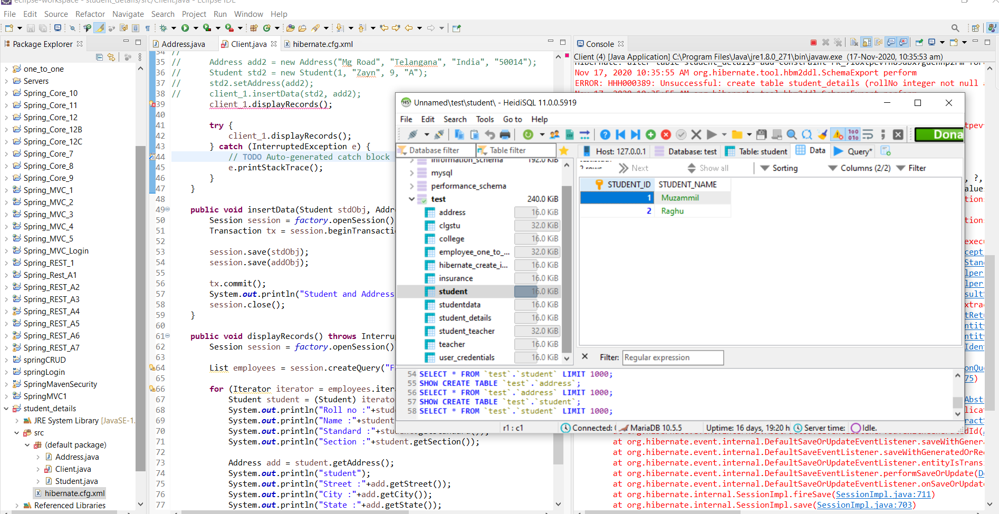 eclipse-workspace - student_details/src/Client.java - Eclipse IDE
File Edit Source Refactor Navigate Search Project Run Window Help
Package Explorer
one_to_one
Servers
Spring_Core_10
Spring_Core_11
Spring_Core_12
Spring_Core_12B
Spring_Core_12C
Spring_Core_7
Spring_Core_8
Spring_Core_9
Spring_MVC_1
Spring_MVC_2
Spring_MVC_3
Spring_MVC_4
Spring_MVC_5
Spring_MVC_Login
Spring_REST_1
Spring_Rest_A1
Spring_REST_A2
Spring_REST_A3
Spring_REST_A4
Spring_REST_A5
Spring_REST_A6
Spring_REST_A7
springCRUD
springLogin
SpringMavenSecurity
SpringMVC1
student_details
JRE System Library [JavaSE-1.
src
(default package)
Address.java
Client.java
Student.java
hibernate.cfg.xml
Referenced Libraries
Address.java Client.java hibernate.cfg.xml
34 //
35 // Address add2 = new Address("Mg Road", "Telangana", "India", "50014");
36 // Student std2 = new Student(1, "Zayn", 9, "A");
37 // std2.setAddress(add2);
38 // client_1.insertData(std2, add2);
39 client_1.displayRecords();
40
41 try {
42 client_1.displayRecords();
43 } catch (InterruptedException e) {
44 // TODO Auto-generated catch block
45 e.printStackTrace();
46 }
47 }
48
49 public void insertData(Student stdObj, Addr
50 Session session = factory.openSession()
51 Transaction tx = session.beginTransacti
52
53 session.save(stdObj);
54 session.save(addObj);
55
56 tx.commit();
57 System.out.println("Student and Address
58 session.close();
59 }
60
61 public void displayRecords() throws Interru
62 Session session = factory.openSession()
63
64 List employees = session.createQuery("F
65
66 for (Iterator iterator = employees.iter
67 Student student = (Student) iterato
68 System.out.println("Roll no :"+stud
69 System.out.println("Name :"+student
70 System.out.println("Standard :"+student.getStandard());
71 System.out.println("Section :"+student.getSection());
72
73 Address add = student.getAddress();
74 System.out.println("student");
75 System.out.println("Street :"+add.getStreet());
76 System.out.println("City :"+add.getCity());
77 System.out.println("State :"+add.getState());
Console
Client (4) [Java Application] C:\Program Files\Java\jre1.8.0_271\bin\javaw.exe (17-Nov-2020, 10:35:53 am)
Nov 17, 2020 10:35:55 AM org.hibernate.tool.hbm2ddl.SchemaExport perform
ERROR: HHH000389: Unsuccessful: create table student_details (rollNo integer not null
Nov 17, 2020 10:35:55 AM org.hibernate.tool.hbm2ddl.SchemaExport perform
Unnamed\test\student\ - HeidiSQL 11.0.0.5919
File Edit Search Tools Go to Help
Dona
Database filter Table filter
Host: 127.0.0.1 Database: test Table: student Data Query*
2 rows Next Show all Sorting Columns (2/2) Filter
information_schema 192.0 KiB
mysql
performance_schema
test 240.0 KiB
address 16.0 KiB
clgstu 32.0 KiB
college 16.0 KiB
employee_one_to_... 32.0 KiB
hibernate_create_i... 16.0 KiB
insurance 16.0 KiB
student 16.0 KiB
studentdata 16.0 KiB
student_details 16.0 KiB
student_teacher 32.0 KiB
teacher 16.0 KiB
user_credentials 16.0 KiB
STUDENT_ID STUDENT_NAME
1 Muzammil
2 Raghu
Filter: Regular expression
54 SELECT * FROM `test`.`student` LIMIT 1000;
55 SHOW CREATE TABLE `test`.`address`;
56 SELECT * FROM `test`.`address` LIMIT 1000;
57 SHOW CREATE TABLE `test`.`student`;
58 SELECT * FROM `test`.`student` LIMIT 1000;
r1 : c1 Connected: MariaDB 10.5.5 Uptime: 16 days, 19:20 h Server time: Idle.
at org.hibernate.event.internal.DefaultSaveOrUpdateEventListener.saveWithGenera
at org.hibernate.event.internal.DefaultSaveEventListener.saveWithGeneratedOrRe
at org.hibernate.event.internal.DefaultSaveOrUpdateEventListener.entityIsTrans
at org.hibernate.event.internal.DefaultSaveOrUpdateEventListener.performSaveOrUpdate(D
at org.hibernate.event.internal.DefaultSaveOrUpdateEventListener.onSaveOrUpdat
at org.hibernate.internal.SessionImpl.fireSave(SessionImpl.java:711)
at org.hibernate.internal.SessionImpl.save(SessionImpl.java:703)